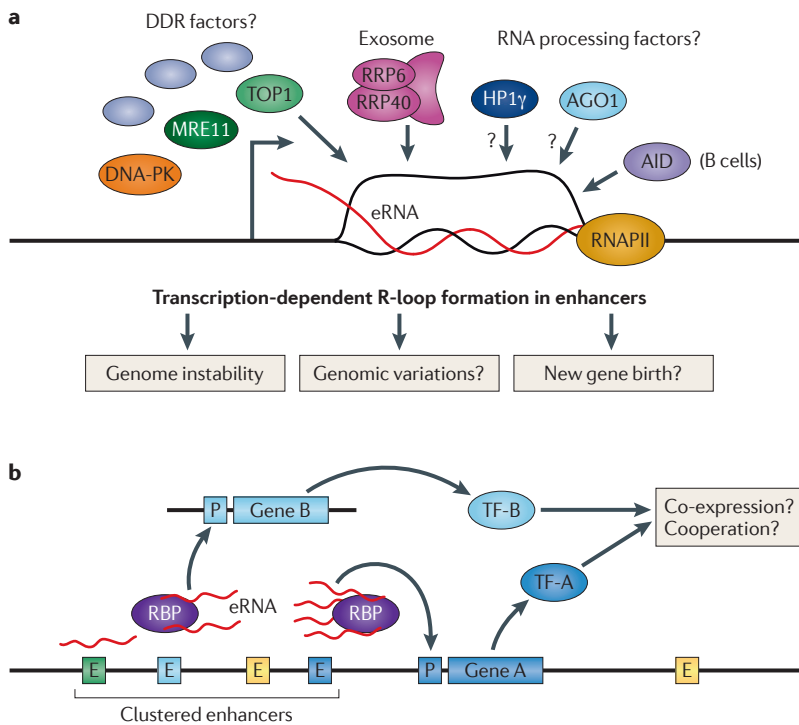 a
DDR factors?
Exosome
RNA processing factors?
TOP1
RRP6
RRP40
HP1γ
AGO1
MRE11
? ?
AID (B cells)
DNA-PK
eRNA
RNAPII
Transcription-dependent R-loop formation in enhancers
Genome instability
Genomic variations?
New gene birth?
b
P Gene B
TF-B
Co-expression?
Cooperation?
TF-A
RBP eRNA RBP
E E E E P Gene A E
Clustered enhancers